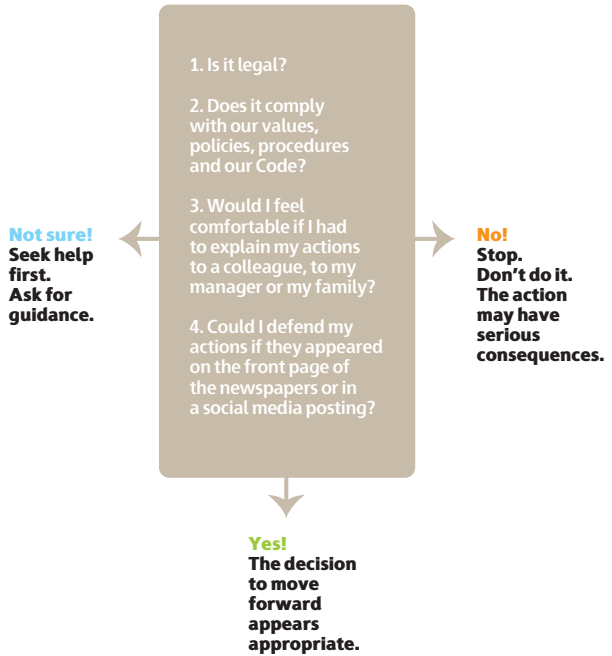 1. Is it legal?
2. Does it comply
with our values,
policies, procedures
and our Code?
3. Would I feel
comfortable if I had
to explain my actions
to a colleague, to my
manager or my family?
4. Could I defend my
actions if they appeared
on the front page of
the newspapers or in
a social media posting?
Not sure!
Seek help
first.
Ask for
guidance.
No!
Stop.
Don’t do it.
The action
may have
serious
consequences.
Yes!
The decision
to move
forward
appears
appropriate.